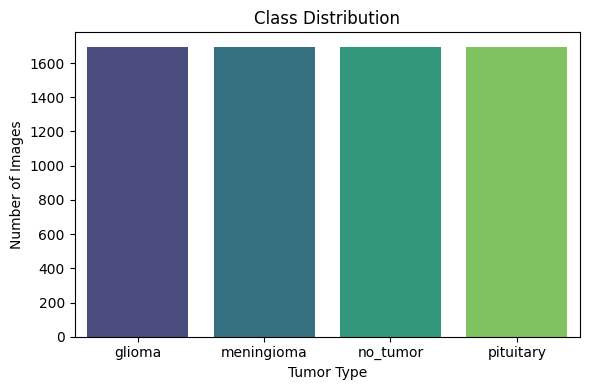 Class Distribution
Number of Images
1600
1400
1200
1000
800
600
400
200
0
glioma meningioma no_tumor pituitary
Tumor Type